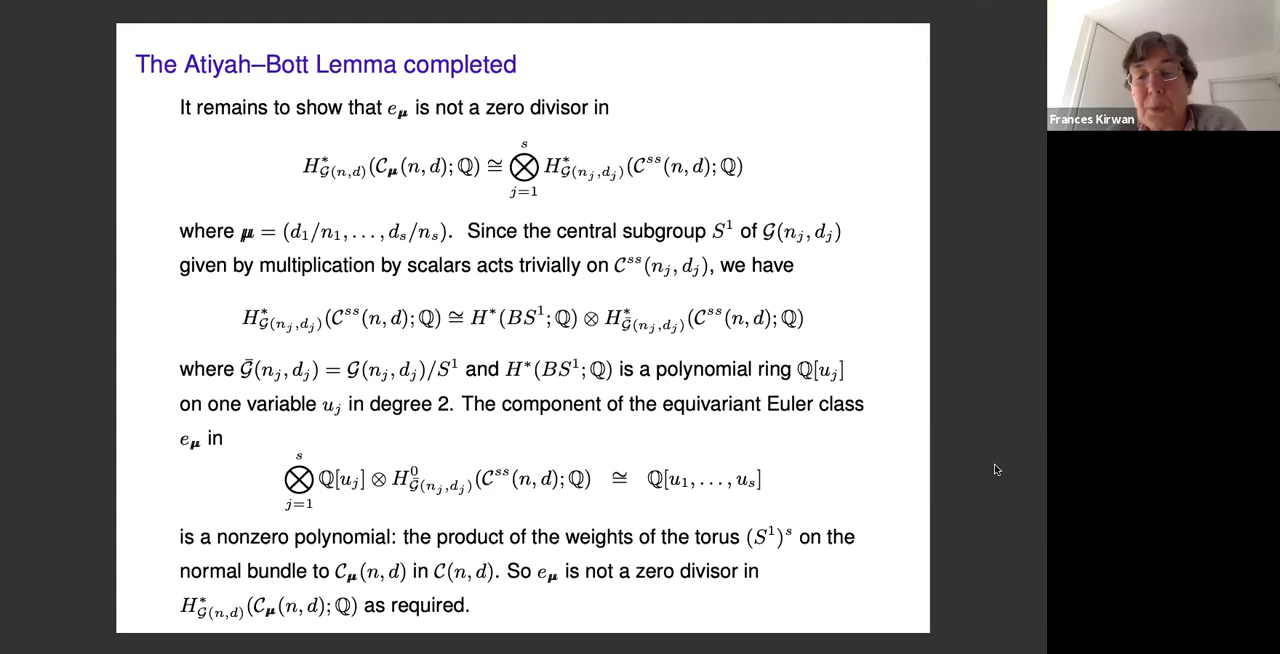 The Atiyah–Bott Lemma completed
Frances Kirwan
It remains to show that e_𝝁 is not a zero divisor in
H*_{𝒢(n,d)}(𝒞_𝝁(n, d); ℚ) ≅ ⨂_{j=1}^{s} H*_{𝒢(n_j,d_j)}(𝒞^{ss}(n, d); ℚ)
where 𝝁 = (d_1/n_1, . . . , d_s/n_s). Since the central subgroup S^1 of 𝒢(n_j, d_j)
given by multiplication by scalars acts trivially on 𝒞^{ss}(n_j, d_j), we have
H*_{𝒢(n_j,d_j)}(𝒞^{ss}(n, d); ℚ) ≅ H*(BS^1; ℚ) ⊗ H*_{𝒢̄(n_j,d_j)}(𝒞^{ss}(n, d); ℚ)
where 𝒢̄(n_j, d_j) = 𝒢(n_j, d_j)/S^1 and H*(BS^1; ℚ) is a polynomial ring ℚ[u_j]
on one variable u_j in degree 2. The component of the equivariant Euler class
e_𝝁 in
⨂_{j=1}^{s} ℚ[u_j] ⊗ H^0_{𝒢̄(n_j,d_j)}(𝒞^{ss}(n, d); ℚ) ≅ ℚ[u_1, . . . , u_s]
is a nonzero polynomial: the product of the weights of the torus (S^1)^s on the
normal bundle to 𝒞_𝝁(n, d) in 𝒞(n, d). So e_𝝁 is not a zero divisor in
H*_{𝒢(n,d)}(𝒞_𝝁(n, d); ℚ) as required.